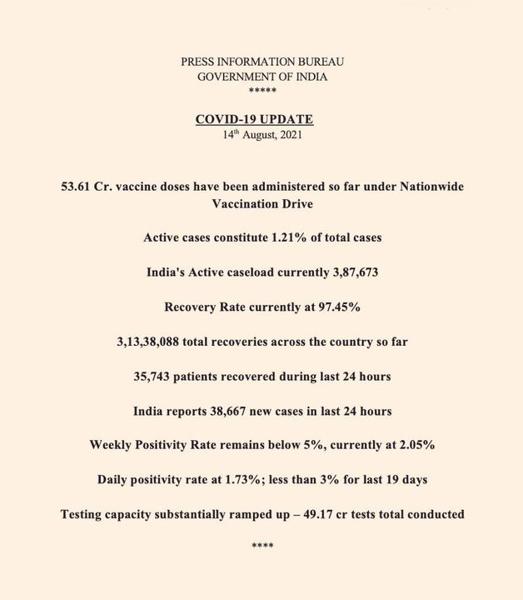 PRESS INFORMATION BUREAU
GOVERNMENT OF INDIA
*****
COVID-19 UPDATE
14th August, 2021
53.61 Cr. vaccine doses have been administered so far under Nationwide
Vaccination Drive
Active cases constitute 1.21% of total cases
India's Active caseload currently 3,87,673
Recovery Rate currently at 97.45%
3,13,38,088 total recoveries across the country so far
35,743 patients recovered during last 24 hours
India reports 38,667 new cases in last 24 hours
Weekly Positivity Rate remains below 5%, currently at 2.05%
Daily positivity rate at 1.73%; less than 3% for last 19 days
Testing capacity substantially ramped up – 49.17 cr tests total conducted
****